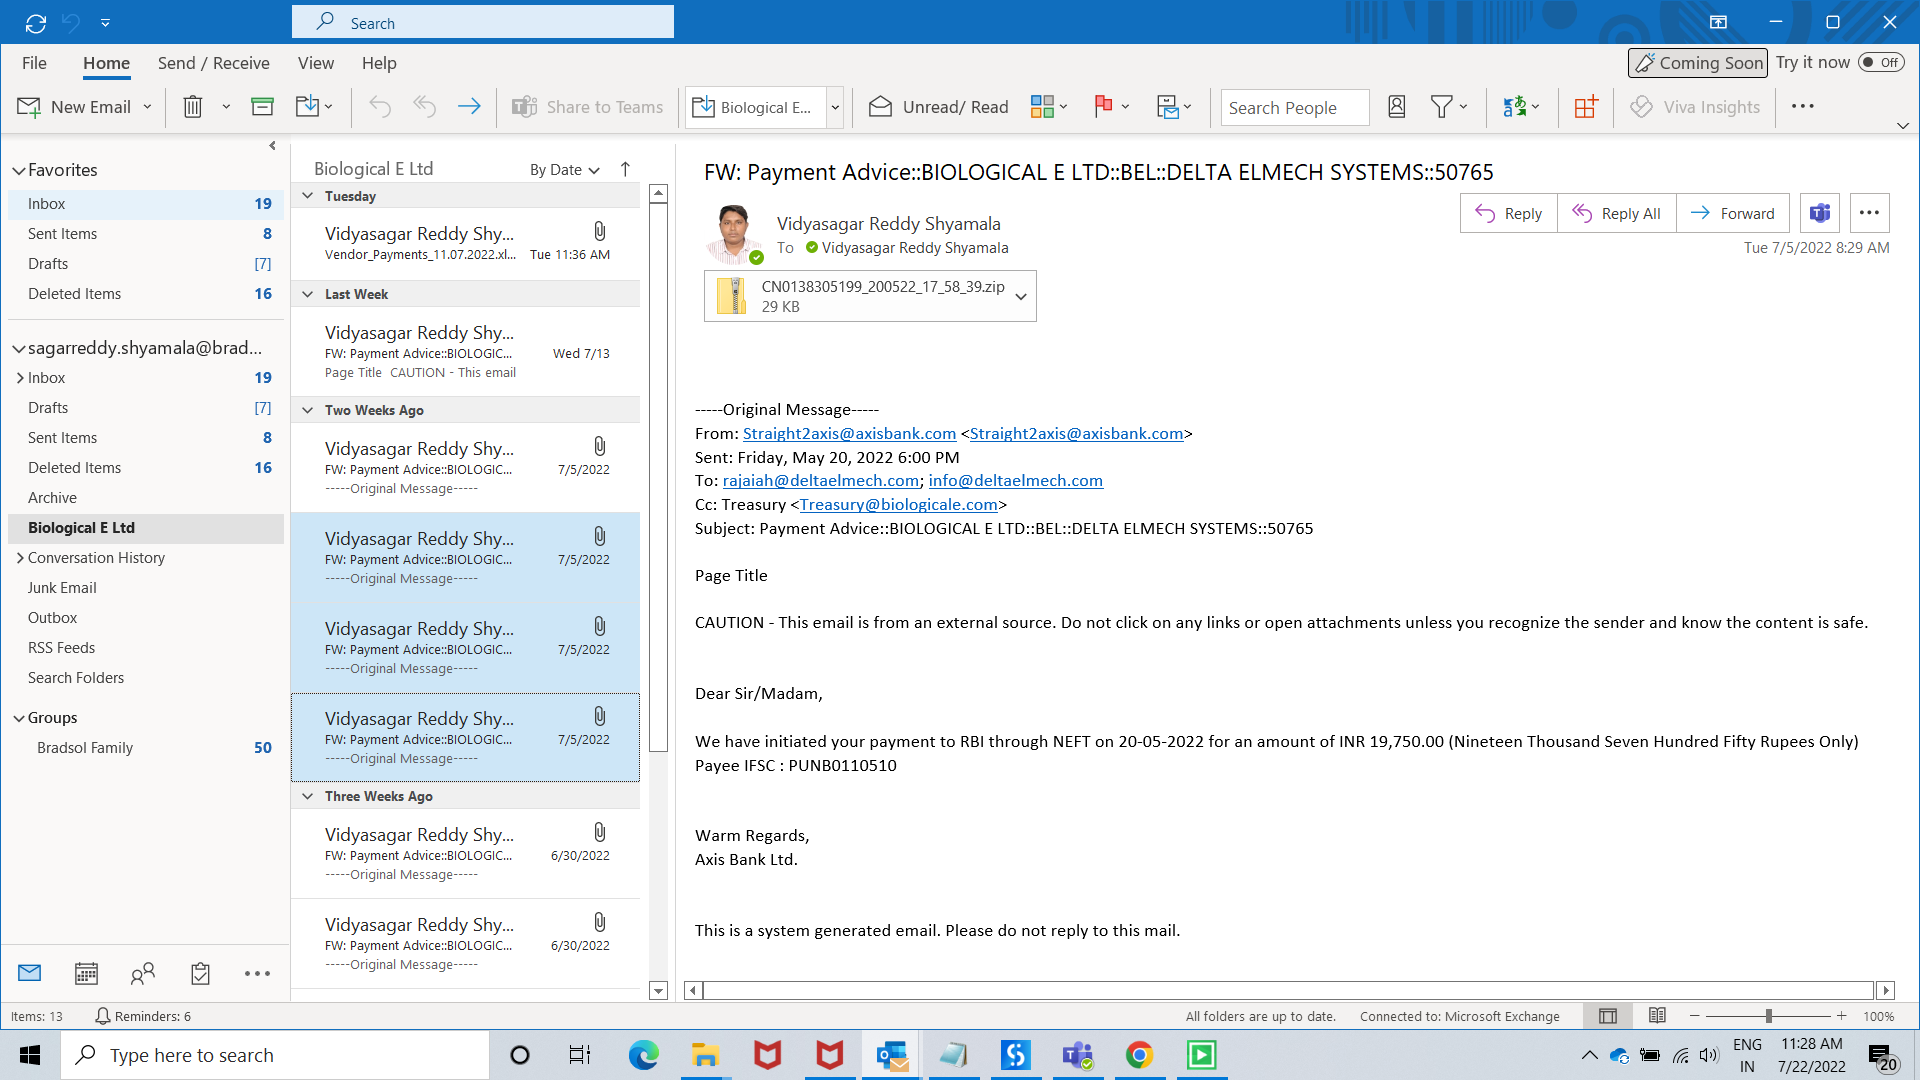 Search
File
Home
Send / Receive
View
Help
Coming Soon
Try it now
Off
New Email
Share to Teams
Biological E...
Unread/ Read
Search People
Viva Insights
Favorites
Inbox 19
Sent Items 8
Drafts [7]
Deleted Items 16
sagarreddy.shyamala@brad...
Inbox 19
Drafts [7]
Sent Items 8
Deleted Items 16
Archive
Biological E Ltd
Conversation History
Junk Email
Outbox
RSS Feeds
Search Folders
Groups
Bradsol Family 50
Biological E Ltd By Date
Tuesday
Vidyasagar Reddy Shy...
Vendor_Payments_11.07.2022.xl... Tue 11:36 AM
Last Week
Vidyasagar Reddy Shy...
FW: Payment Advice::BIOLOGIC... Wed 7/13
Page Title CAUTION - This email
Two Weeks Ago
Vidyasagar Reddy Shy...
FW: Payment Advice::BIOLOGIC... 7/5/2022
-----Original Message-----
Vidyasagar Reddy Shy...
FW: Payment Advice::BIOLOGIC... 7/5/2022
-----Original Message-----
Vidyasagar Reddy Shy...
FW: Payment Advice::BIOLOGIC... 7/5/2022
-----Original Message-----
Vidyasagar Reddy Shy...
FW: Payment Advice::BIOLOGIC... 7/5/2022
-----Original Message-----
Three Weeks Ago
Vidyasagar Reddy Shy...
FW: Payment Advice::BIOLOGIC... 6/30/2022
-----Original Message-----
Vidyasagar Reddy Shy...
FW: Payment Advice::BIOLOGIC... 6/30/2022
-----Original Message-----
FW: Payment Advice::BIOLOGICAL E LTD::BEL::DELTA ELMECH SYSTEMS::50765
Vidyasagar Reddy Shyamala
To Vidyasagar Reddy Shyamala
Reply
Reply All
Forward
Tue 7/5/2022 8:29 AM
CN0138305199_200522_17_58_39.zip
29 KB
-----Original Message-----
From: Straight2axis@axisbank.com <Straight2axis@axisbank.com>
Sent: Friday, May 20, 2022 6:00 PM
To: rajaiah@deltaelmech.com; info@deltaelmech.com
Cc: Treasury <Treasury@biologicale.com>
Subject: Payment Advice::BIOLOGICAL E LTD::BEL::DELTA ELMECH SYSTEMS::50765
Page Title
CAUTION - This email is from an external source. Do not click on any links or open attachments unless you recognize the sender and know the content is safe.
Dear Sir/Madam,
We have initiated your payment to RBI through NEFT on 20-05-2022 for an amount of INR 19,750.00 (Nineteen Thousand Seven Hundred Fifty Rupees Only)
Payee IFSC : PUNB0110510
Warm Regards,
Axis Bank Ltd.
This is a system generated email. Please do not reply to this mail.
Items: 13
Reminders: 6
All folders are up to date.
Connected to: Microsoft Exchange
100%
Type here to search
ENG
IN
11:28 AM
7/22/2022
20